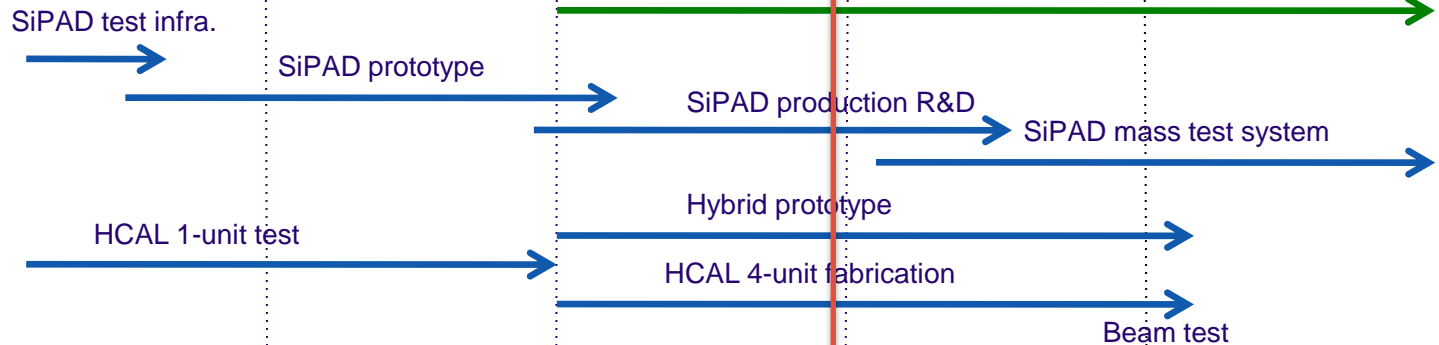 SiPAD test infra.
SiPAD prototype
SiPAD production R&D
SiPAD mass test system
Hybrid prototype
HCAL 1-unit test
HCAL 4-unit fabrication
Beam test